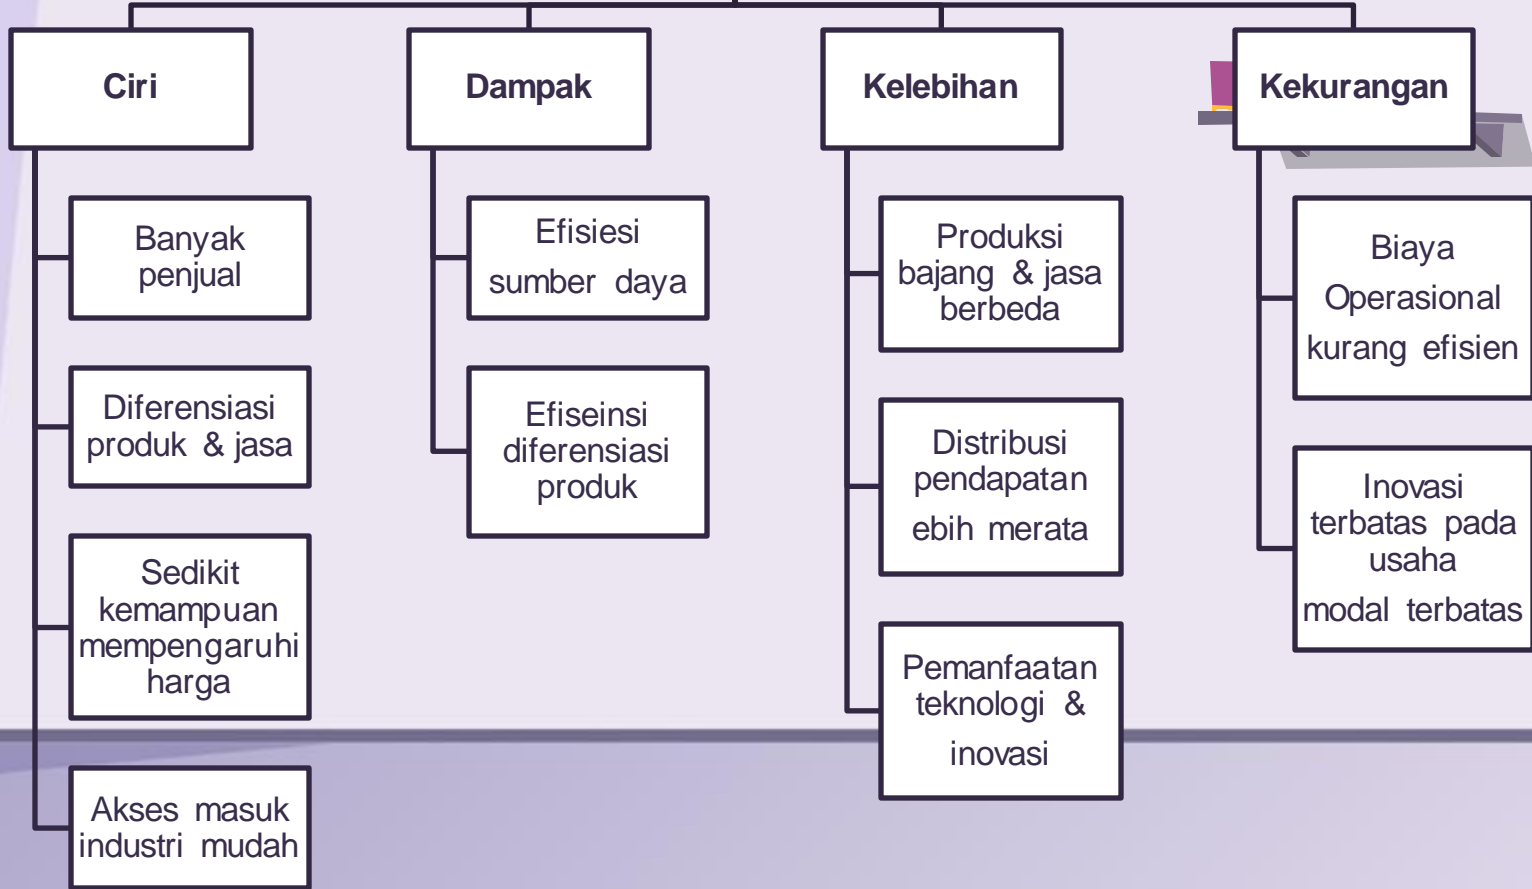 Ciri
Banyak
penjual
Diferensiasi
produk & jasa
Sedikit
kemampuan
mempengaruhi
harga
Akses masuk
industri mudah
Dampak
Efisiesi
sumber daya
Efiseinsi
diferensiasi
produk
Kelebihan
Produksi
bajang & jasa
berbeda
Distribusi
pendapatan
ebih merata
Pemanfaatan
teknologi &
inovasi
Kekurangan
Biaya
Operasional
kurang efisien
Inovasi
terbatas pada
usaha
modal terbatas